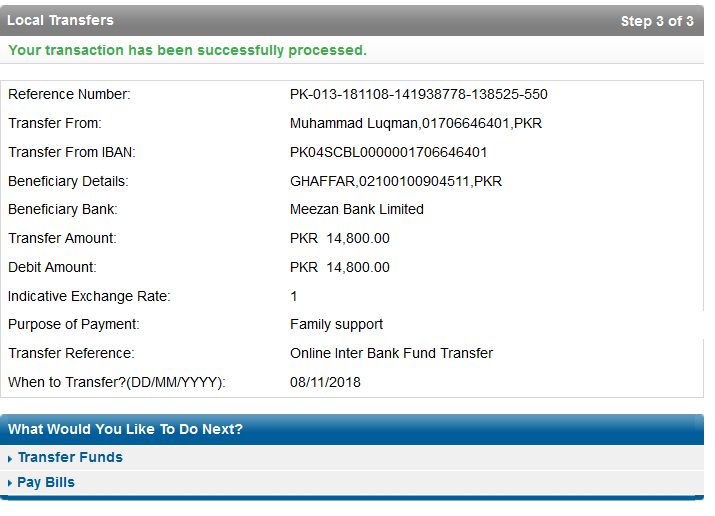 Local Transfers Step 3 of 3
Your transaction has been successfully processed.
Reference Number: PK-013-181108-141938778-138525-550
Transfer From: Muhammad Luqman,01706646401,PKR
Transfer From IBAN: PK04SCBL0000001706646401
Beneficiary Details: GHAFFAR,02100100904511,PKR
Beneficiary Bank: Meezan Bank Limited
Transfer Amount: PKR 14,800.00
Debit Amount: PKR 14,800.00
Indicative Exchange Rate: 1
Purpose of Payment: Family support
Transfer Reference: Online Inter Bank Fund Transfer
When to Transfer?(DD/MM/YYYY): 08/11/2018
What Would You Like To Do Next?
Transfer Funds
Pay Bills